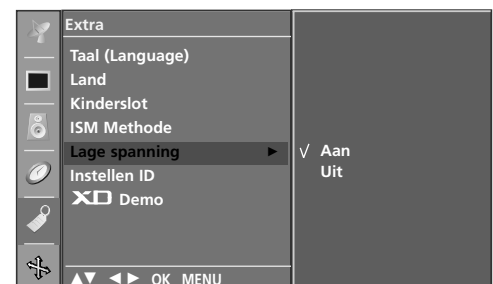 Extra
Taal (Language)
Land
Kinderslot
ISM Methode
Lage spanning ►
√ Aan
Uit
Instellen ID
XD Demo
▲▼ ◄► OK MENU